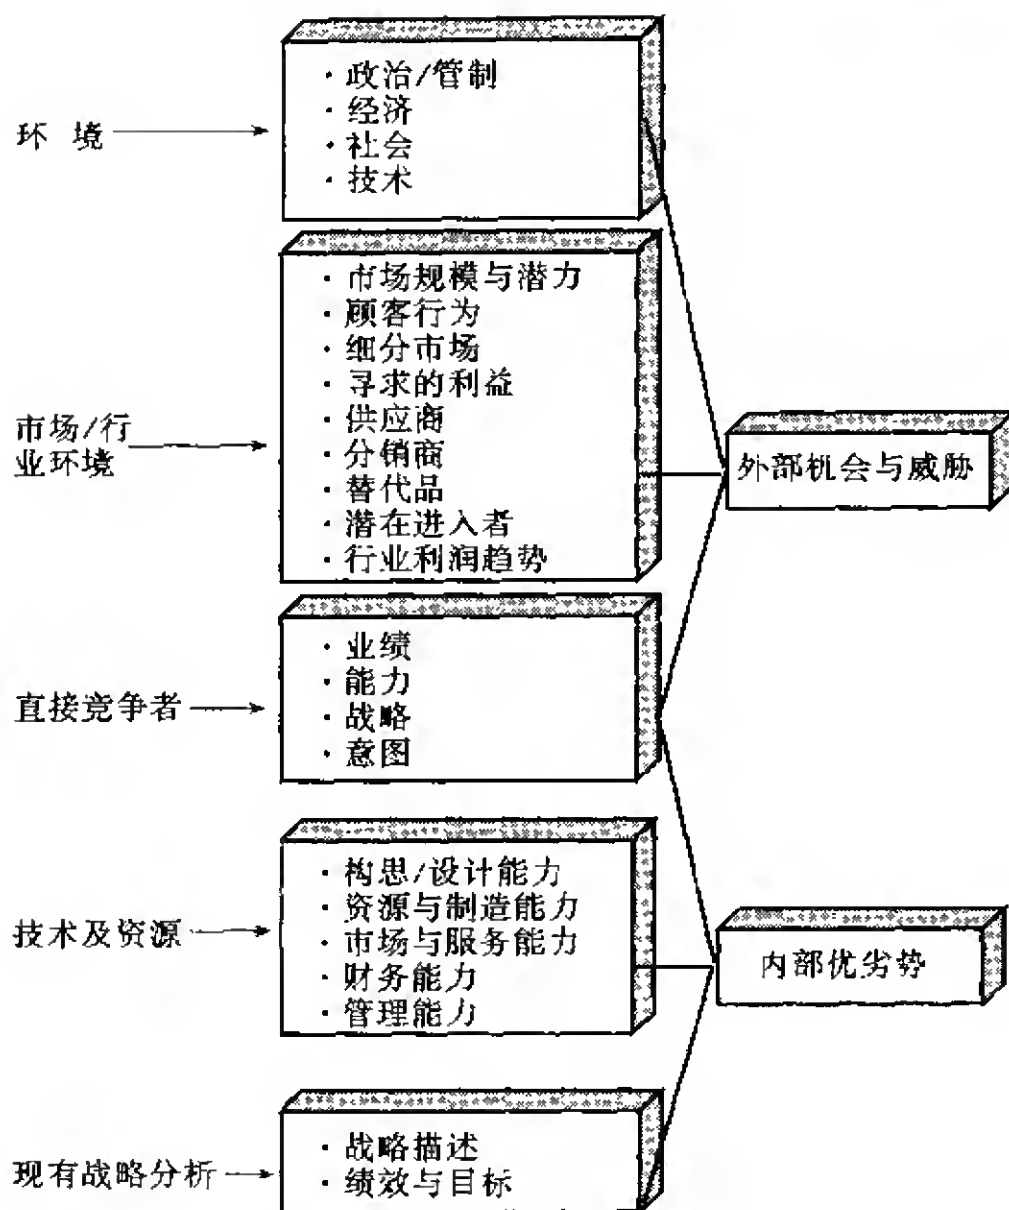 环 境
· 政治/管制
· 经济
· 社会
· 技术
市场/行
业环境
· 市场规模与潜力
· 顾客行为
· 细分市场
· 寻求的利益
· 供应商
· 分销商
· 替代品
· 潜在进入者
· 行业利润趋势
外部机会与威胁
直接竞争者
· 业绩
· 能力
· 战略
· 意图
技术及资源
· 构思/设计能力
· 资源与制造能力
· 市场与服务能力
· 财务能力
· 管理能力
内部优劣势
现有战略分析
· 战略描述
· 绩效与目标